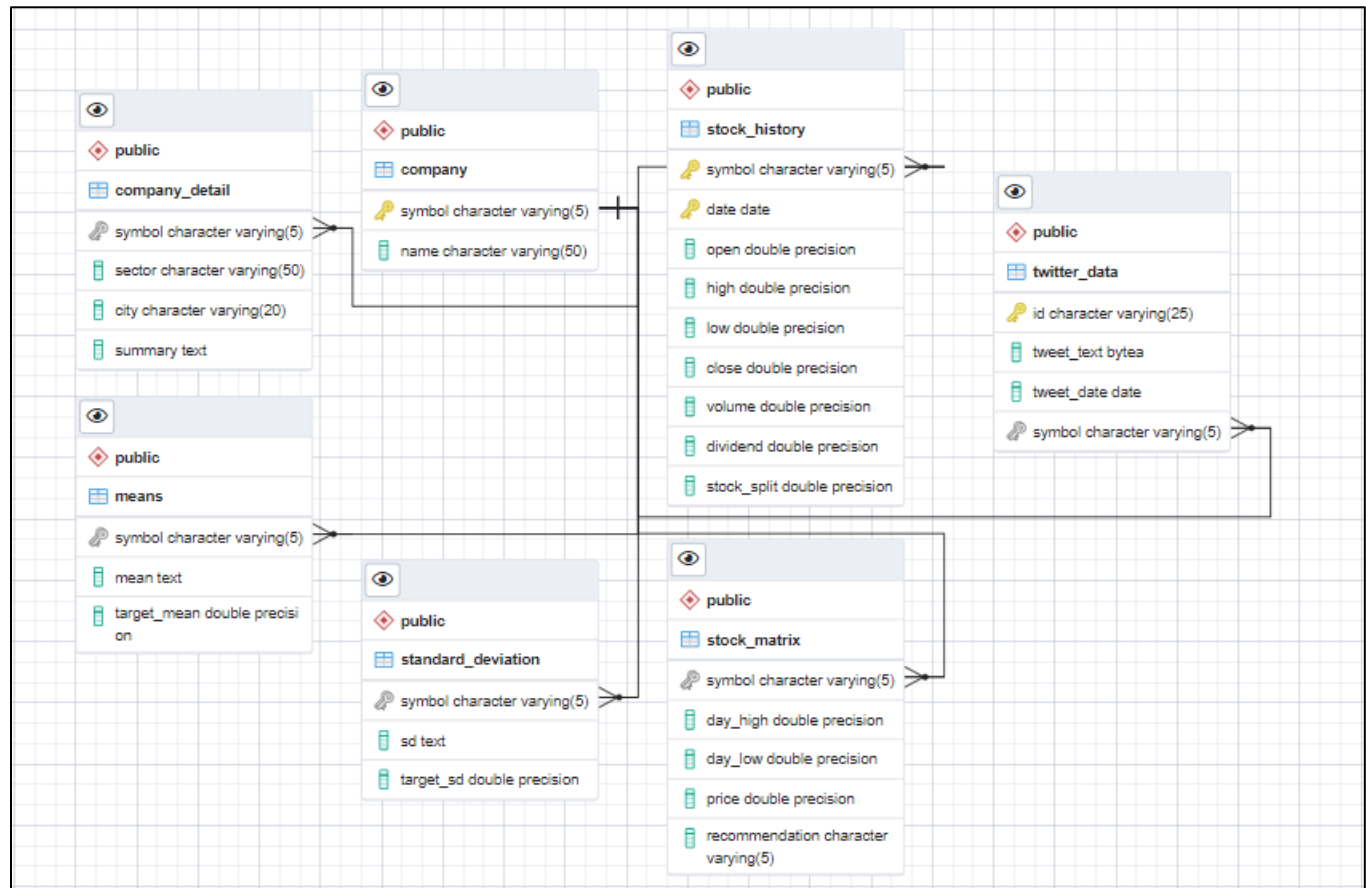 public
company_detail
symbol character varying(5)
sector character varying(50)
city character varying(20)
summary text
public
company
symbol character varying(5)
name character varying(50)
public
stock_history
symbol character varying(5)
date date
open double precision
high double precision
low double precision
close double precision
volume double precision
dividend double precision
stock_split double precision
public
twitter_data
id character varying(25)
tweet_text bytea
tweet_date date
symbol character varying(5)
public
means
symbol character varying(5)
mean text
target_mean double precisi
on
public
standard_deviation
symbol character varying(5)
sd text
target_sd double precision
public
stock_matrix
symbol character varying(5)
day_high double precision
day_low double precision
price double precision
recommendation character
varying(5)